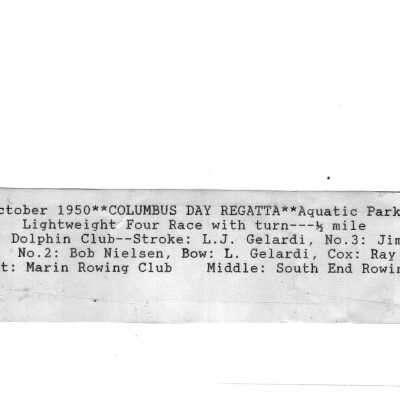 ctober 1950**COLUMBUS DAY REGATTA**Aquatic Park
Lightweight Four Race with turn---½ mile
Dolphin Club--Stroke: L.J. Gelardi, No.3: Jim
No.2: Bob Nielsen, Bow: L. Gelardi, Cox: Ray
t: Marin Rowing Club Middle: South End Rowin